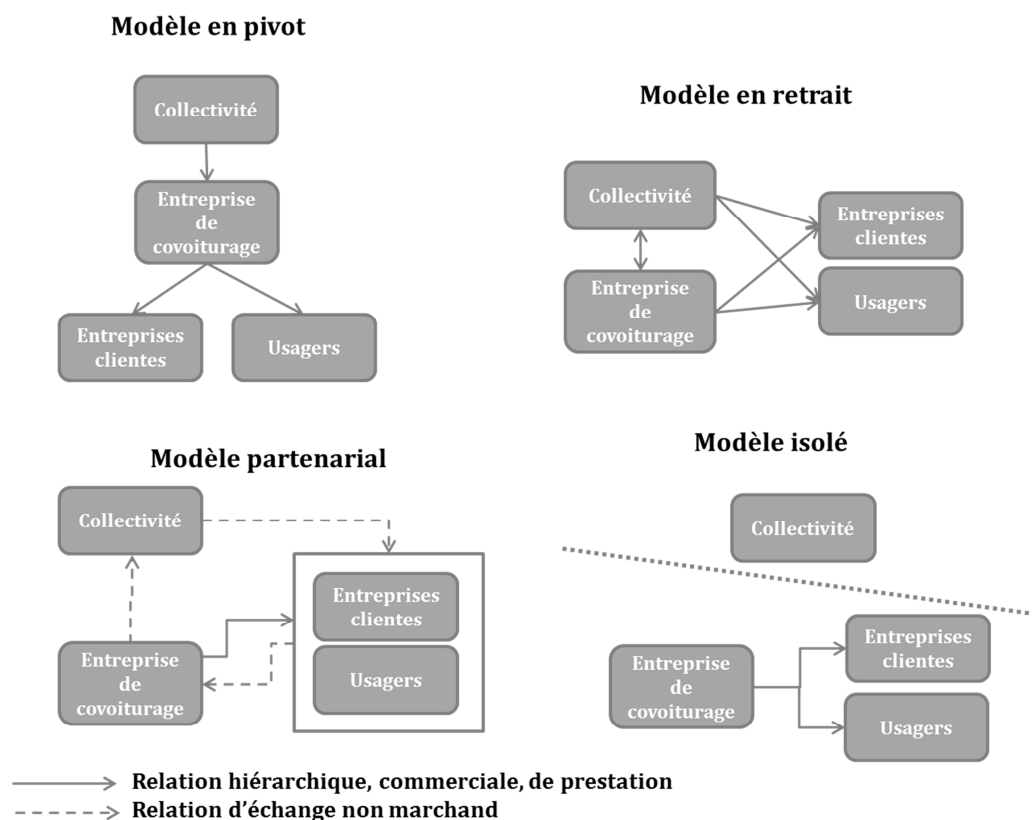 Modèle en pivot
Collectivité
Entreprise
de
covoiturage
Entreprises
clientes
Usagers
Modèle en retrait
Collectivité
Entreprises
clientes
Entreprise
de
covoiturage
Usagers
Modèle partenarial
Collectivité
Entreprises
clientes
Entreprise
de
covoiturage
Usagers
Modèle isolé
Collectivité
Entreprises
clientes
Entreprise
de
covoiturage
Usagers
Relation hiérarchique, commerciale, de prestation
Relation d'échange non marchand